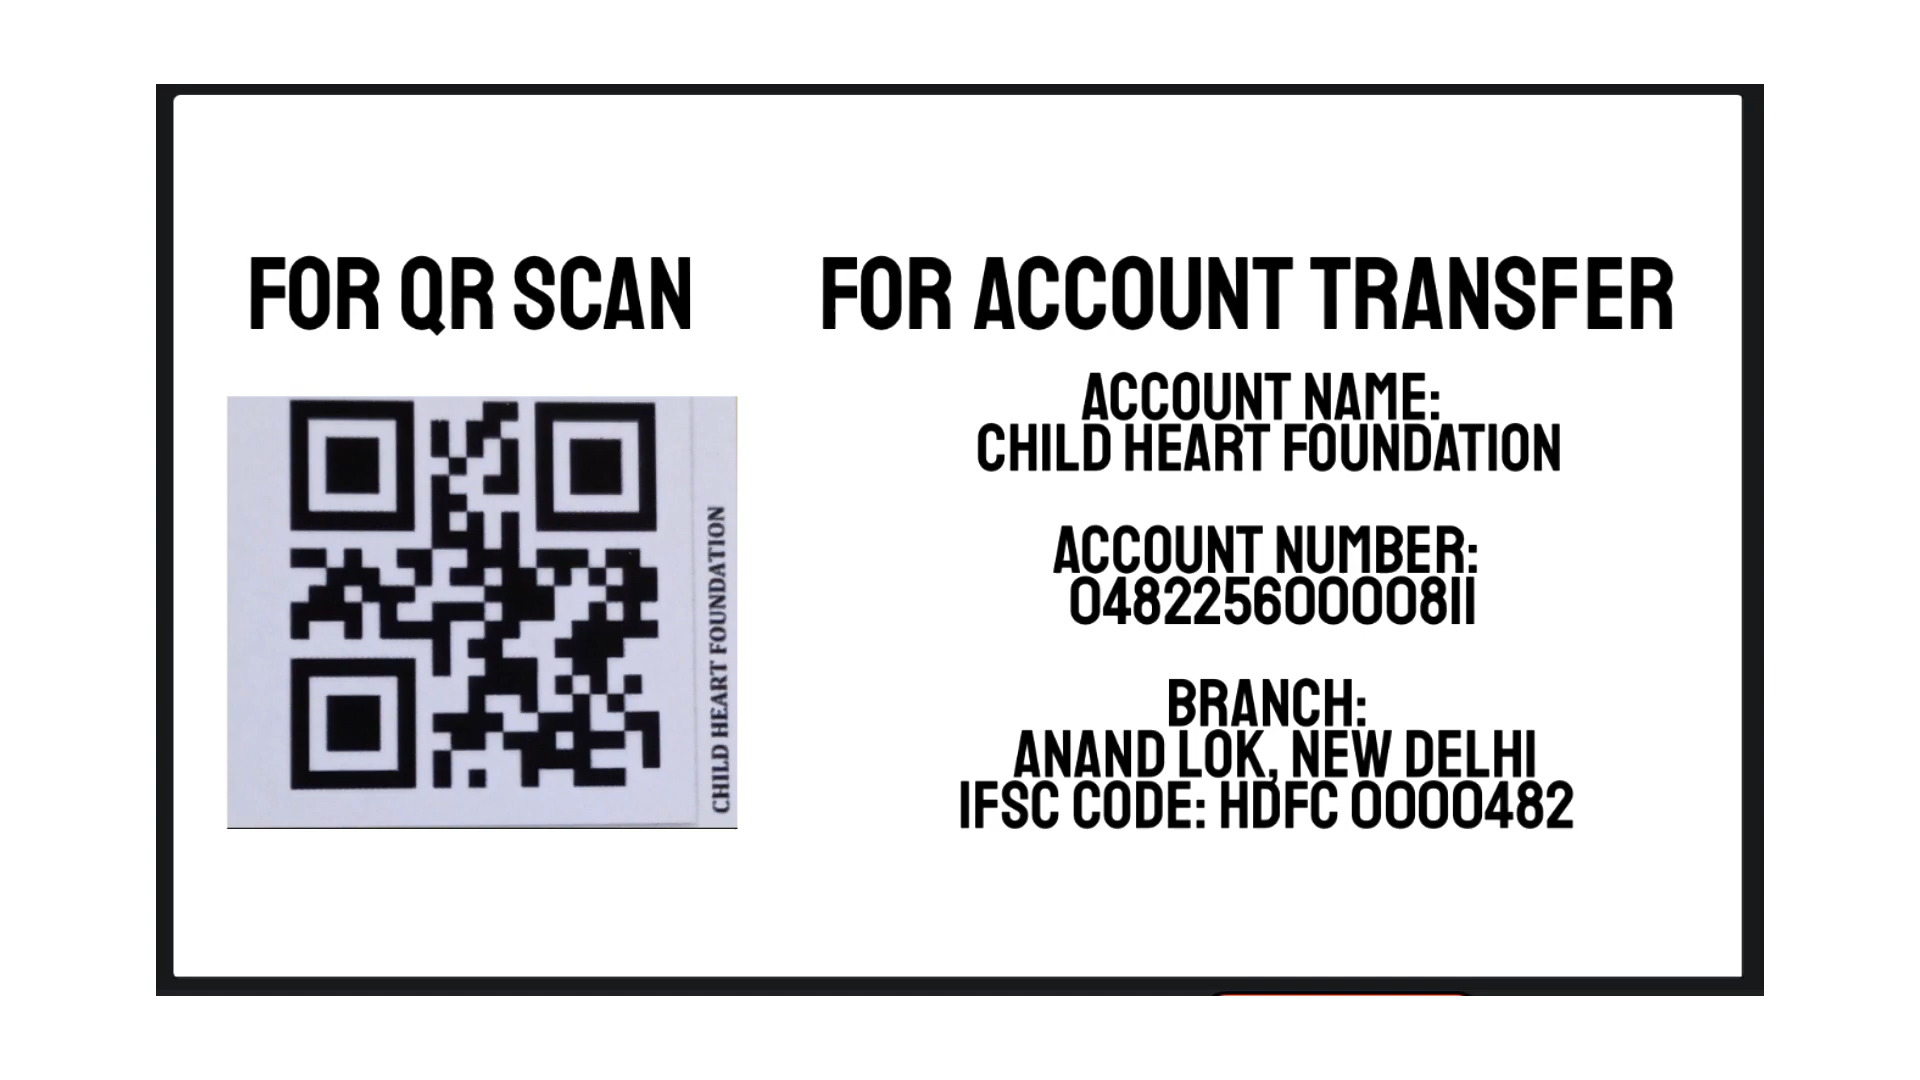 FOR QR SCAN
CHILD HEART FOUNDATION
FOR ACCOUNT TRANSFER
ACCOUNT NAME:
CHILD HEART FOUNDATION
ACCOUNT NUMBER:
04822560000811
BRANCH:
ANAND LOK, NEW DELHI
IFSC CODE: HDFC 0000482